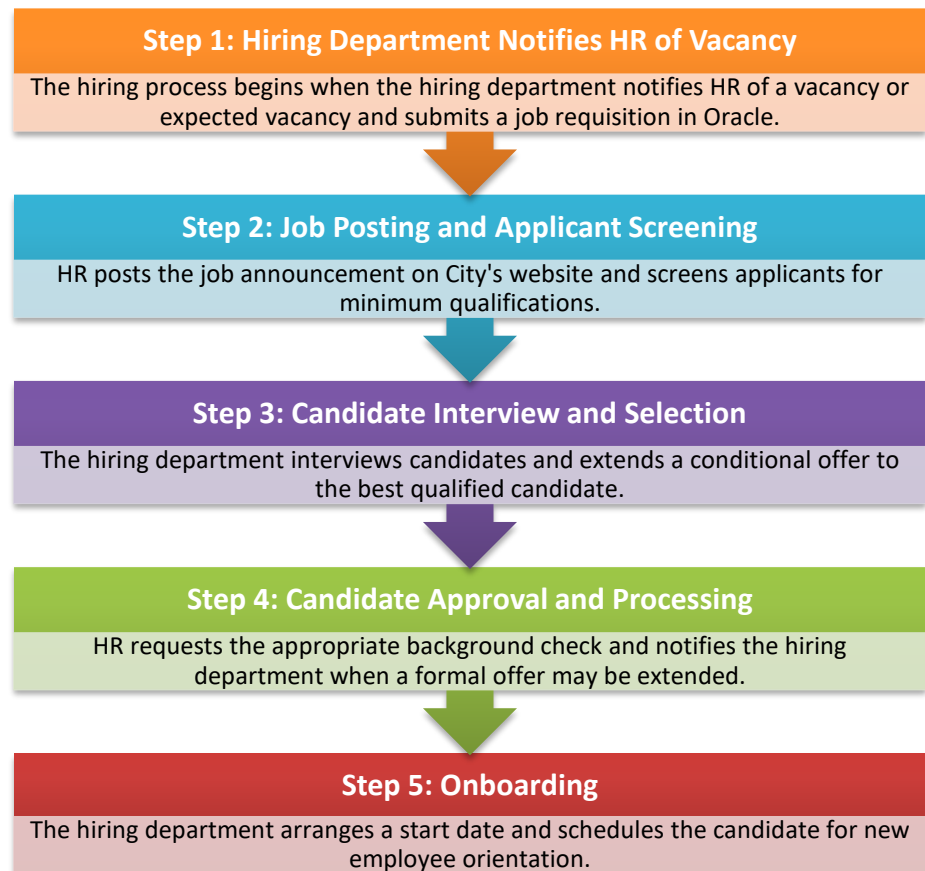 Step 1: Hiring Department Notifies HR of Vacancy
The hiring process begins when the hiring department notifies HR of a vacancy or
expected vacancy and submits a job requisition in Oracle.
Step 2: Job Posting and Applicant Screening
HR posts the job announcement on City's website and screens applicants for
minimum qualifications.
Step 3: Candidate Interview and Selection
The hiring department interviews candidates and extends a conditional offer to
the best qualified candidate.
Step 4: Candidate Approval and Processing
HR requests the appropriate background check and notifies the hiring
department when a formal offer may be extended.
Step 5: Onboarding
The hiring department arranges a start date and schedules the candidate for new
employee orientation.